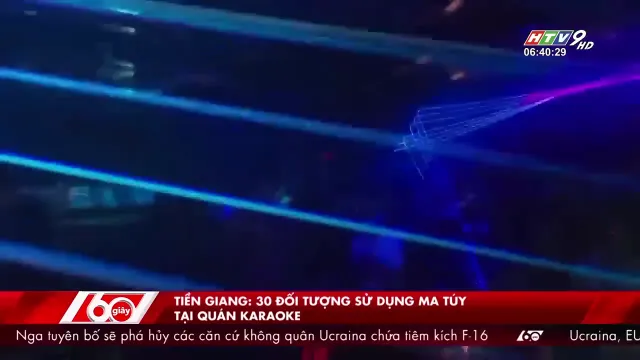 HTV9 HD
06:40:29
60 giây
TIỀN GIANG: 30 ĐỐI TƯỢNG SỬ DỤNG MA TÚY
TẠI QUÁN KARAOKE
Nga tuyên bố sẽ phá hủy các căn cứ không quân Ucraina chứa tiêm kích F-16 60 Ucraina, EU